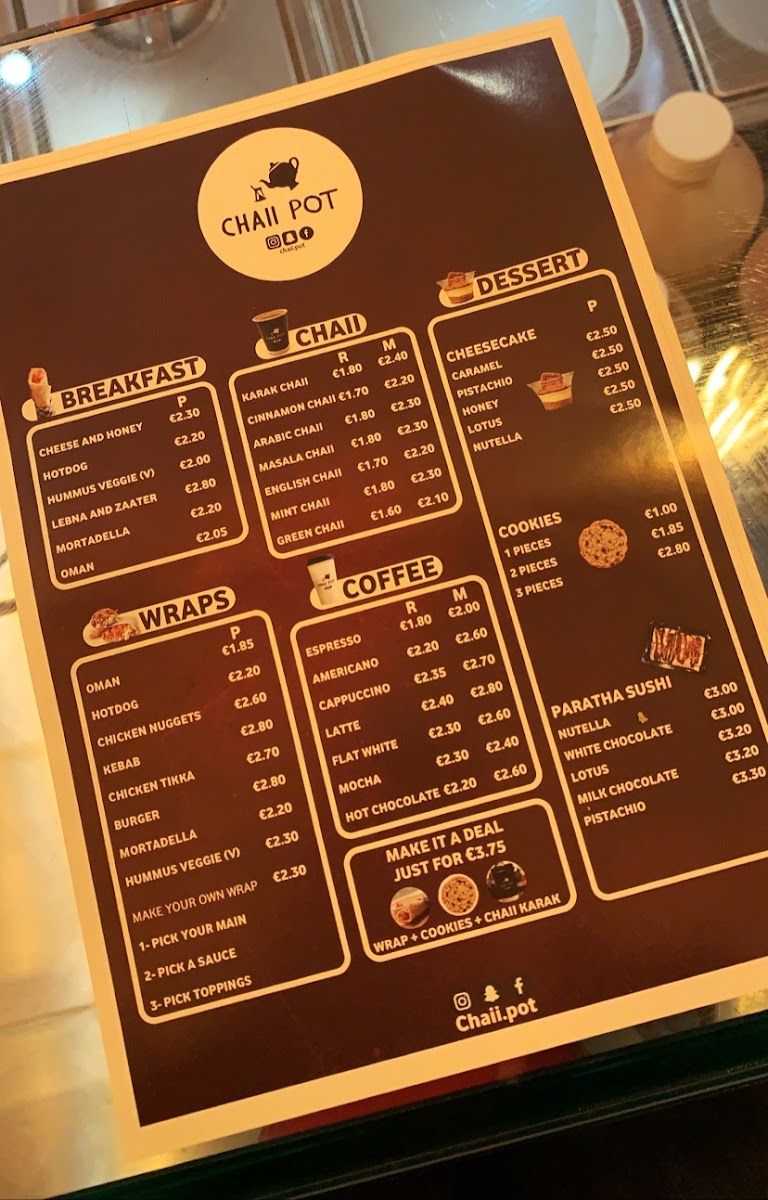 CHAII POT
chaii.pot
BREAKFAST
P
CHEESE AND HONEY €2.30
HOTDOG €2.20
HUMMUS VEGGIE (V) €2.00
LEBNA AND ZAATER €2.80
MORTADELLA €2.20
OMAN €2.05
CHAII
R M
KARAK CHAII €1.80 €2.40
CINNAMON CHAII €1.70 €2.20
ARABIC CHAII €1.80 €2.30
MASALA CHAII €1.80 €2.30
ENGLISH CHAII €1.70 €2.20
MINT CHAII €1.80 €2.30
GREEN CHAII €1.60 €2.10
DESSERT
P
CHEESECAKE
CARAMEL €2.50
PISTACHIO €2.50
HONEY €2.50
LOTUS €2.50
NUTELLA €2.50
COOKIES
1 PIECES €1.00
2 PIECES €1.85
3 PIECES €2.80
PARATHA SUSHI
NUTELLA €3.00
WHITE CHOCOLATE €3.00
LOTUS €3.20
MILK CHOCOLATE €3.20
PISTACHIO €3.30
WRAPS
P
OMAN €1.85
HOTDOG €2.20
CHICKEN NUGGETS €2.60
KEBAB €2.80
CHICKEN TIKKA €2.70
BURGER €2.80
MORTADELLA €2.20
HUMMUS VEGGIE (V) €2.30
MAKE YOUR OWN WRAP €2.30
1- PICK YOUR MAIN
2- PICK A SAUCE
3- PICK TOPPINGS
COFFEE
R M
ESPRESSO €1.80 €2.00
AMERICANO €2.20 €2.60
CAPPUCCINO €2.35 €2.70
LATTE €2.40 €2.80
FLAT WHITE €2.30 €2.60
MOCHA €2.30 €2.40
HOT CHOCOLATE €2.20 €2.60
MAKE IT A DEAL
JUST FOR €3.75
WRAP + COOKIES + CHAII KARAK
Chaii.pot